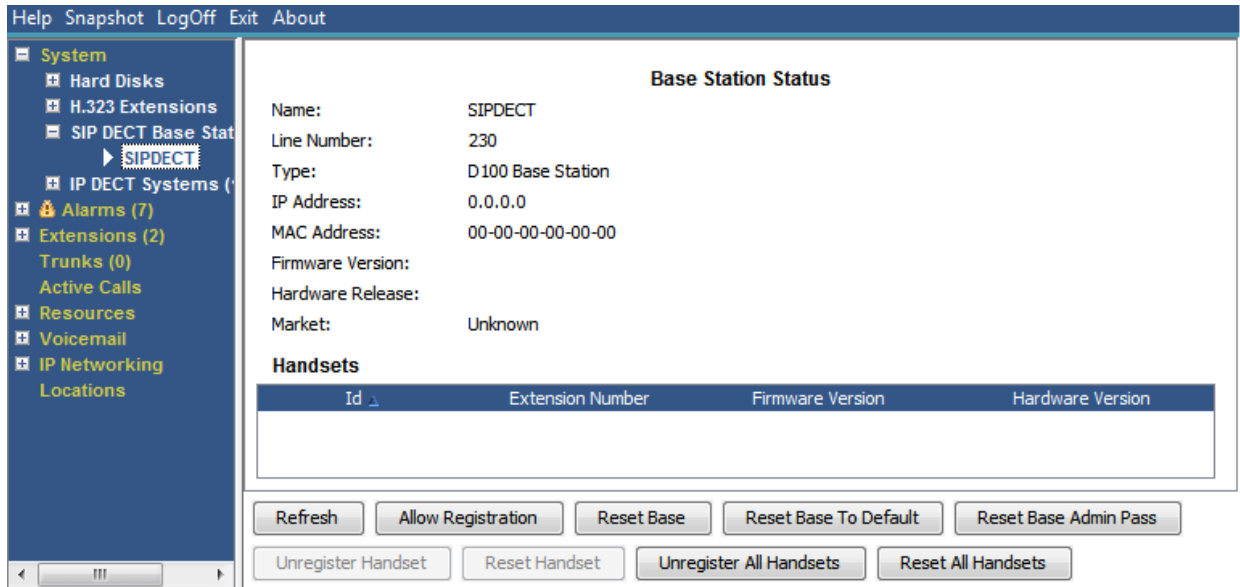 Help Snapshot LogOff Exit About
System
Hard Disks
H.323 Extensions
SIP DECT Base Stat
SIPDECT
IP DECT Systems (
Alarms (7)
Extensions (2)
Trunks (0)
Active Calls
Resources
Voicemail
IP Networking
Locations
Base Station Status
Name: SIPDECT
Line Number: 230
Type: D100 Base Station
IP Address: 0.0.0.0
MAC Address: 00-00-00-00-00-00
Firmware Version:
Hardware Release:
Market: Unknown
Handsets
Id Extension Number Firmware Version Hardware Version
Refresh Allow Registration Reset Base Reset Base To Default Reset Base Admin Pass
Unregister Handset Reset Handset Unregister All Handsets Reset All Handsets